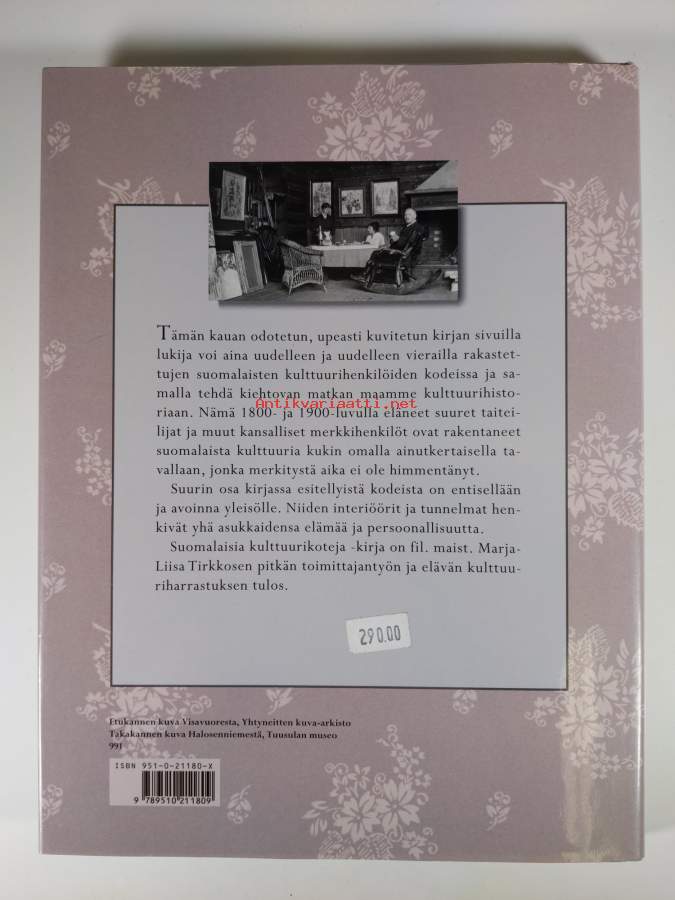 Tämän kauan odotetun, upeasti kuvitetun kirjan sivuilla
lukija voi aina uudelleen ja uudelleen vierailla rakastet-
tujen suomalaisten kulttuurihenkilöiden kodeissa ja sa-
malla tehdä kiehtovan matkan maamme kulttuurihisto-
Antikvariaatti.net
riaan. Nämä 1800- ja 1900-luvulla eläneet suuret taitei-
lijat ja muut kansalliset merkkihenkilöt ovat rakentaneet
suomalaista kulttuuria kukin omalla ainutkertaisella ta-
vallaan, jonka merkitystä aika ei ole himmentänyt.
Suurin osa kirjassa esitellyistä kodeista on entisellään
ja avoinna yleisölle. Niiden interiöörit ja tunnelmat hen-
kivät yhä asukkaidensa elämää ja persoonallisuutta.
Suomalaisia kulttuurikoteja -kirja on fil. maist. Marja-
Liisa Tirkkosen pitkän toimittajantyön ja elävän kulttuu-
riharrastuksen tulos.
290.00
Etukannen kuva Visavuoresta, Yhtyneitten kuva-arkisto
Takakannen kuva Halosenniemestä, Tuusulan museo
991
ISBN 951-0-21180-X
9 789510 211809